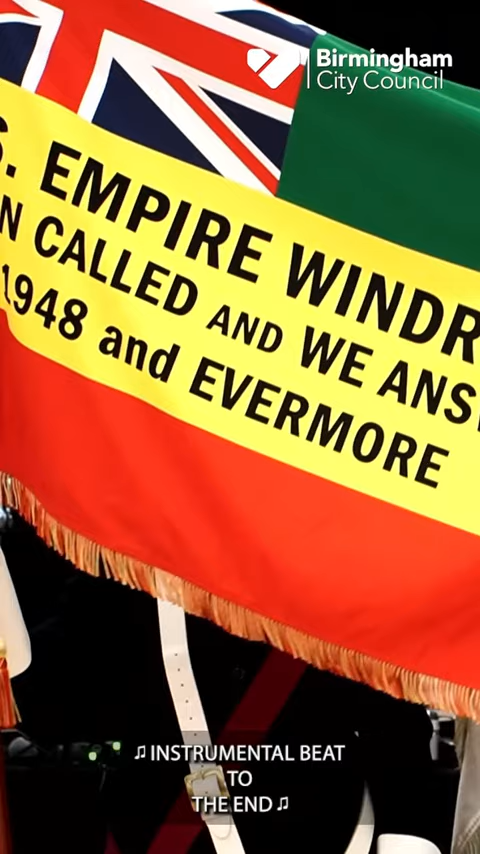 Birmingham
City Council
S. EMPIRE WINDR
N CALLED AND WE ANS
1948 and EVERMORE
♫ INSTRUMENTAL BEAT
TO
THE END ♫